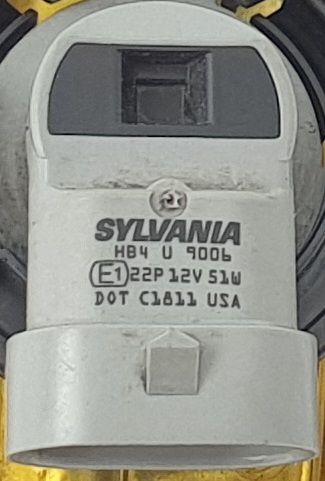 SYLVANIA
HB4 U 9006
E1 22P 12V 51W
DOT C1811 USA